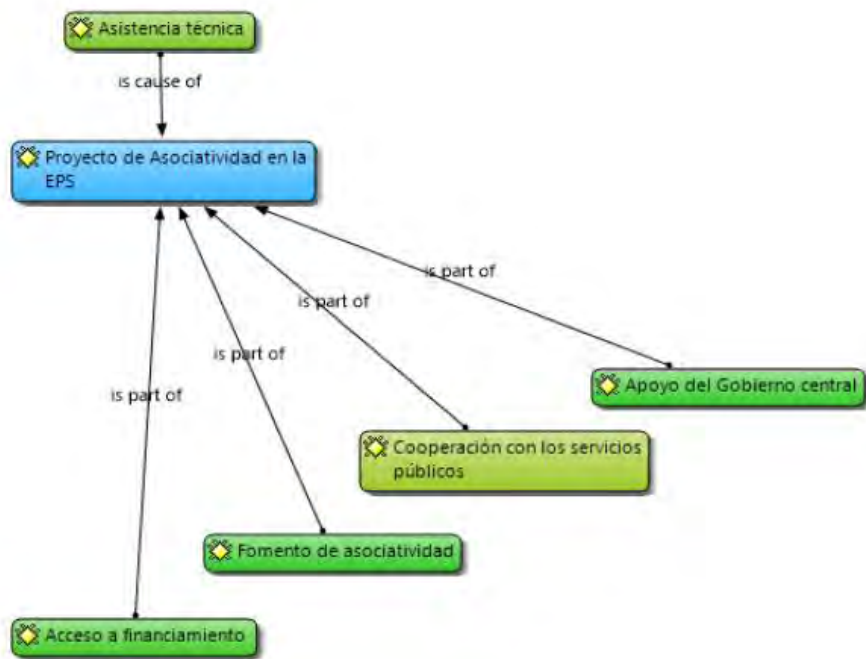 Asistencia técnica
is cause of
Proyecto de Asociatividad en la
EPS
is part of
is part of
is part of
is part of
Apoyo del Gobierno central
Cooperación con los servicios
públicos
Fomento de asociatividad
Acceso a financiamiento